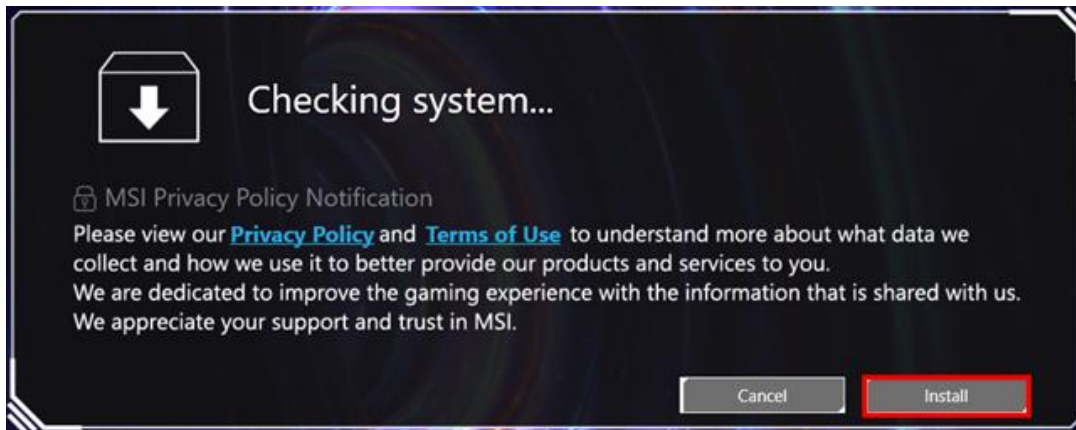 Checking system...
MSI Privacy Policy Notification
Please view our Privacy Policy and Terms of Use to understand more about what data we
collect and how we use it to better provide our products and services to you.
We are dedicated to improve the gaming experience with the information that is shared with us.
We appreciate your support and trust in MSI.
Cancel Install